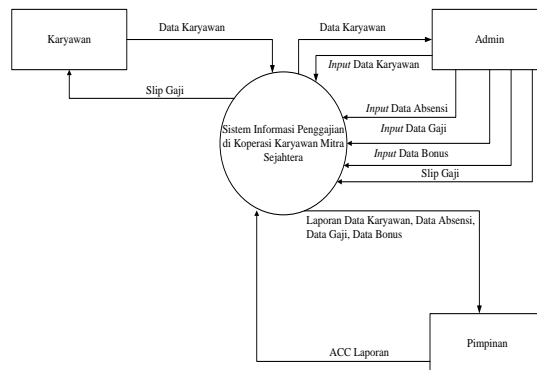 Karyawan
Data Karyawan
Data Karyawan
Admin
Input Data Karyawan
Slip Gaji
Input Data Absensi
Sistem Informasi Penggajian
di Koperasi Karyawan Mitra
Sejahtera
Input Data Gaji
Input Data Bonus
Slip Gaji
Laporan Data Karyawan, Data Absensi,
Data Gaji, Data Bonus
Pimpinan
ACC Laporan